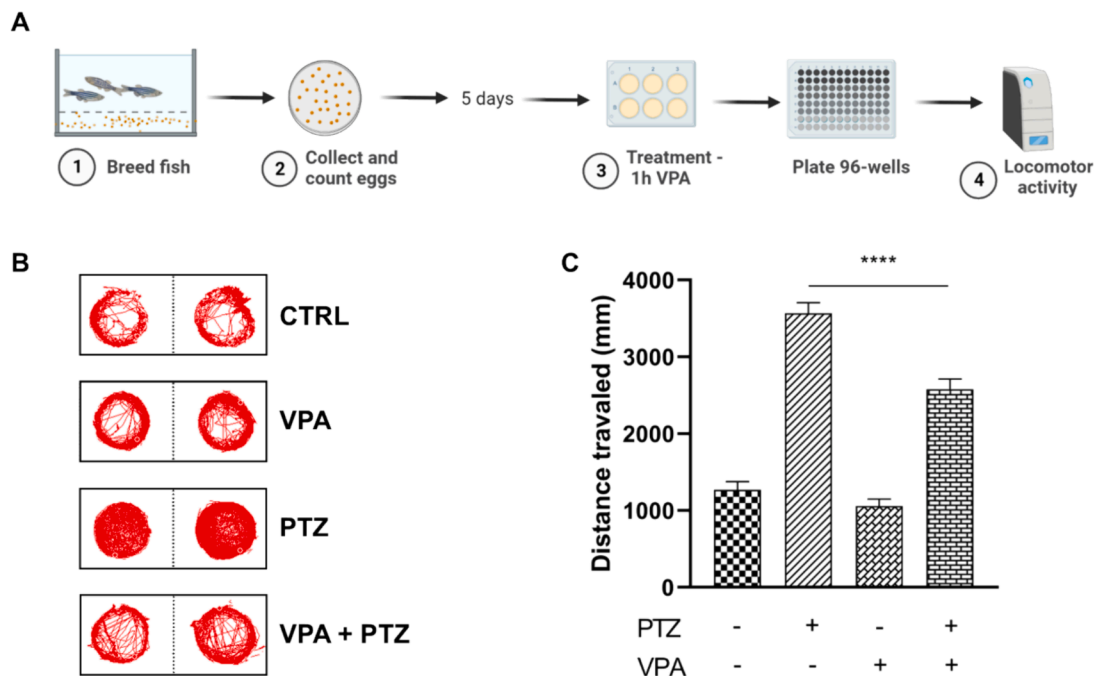 A
5 days
1 Breed fish
2 Collect and
count eggs
3 Treatment -
1h VPA
Plate 96-wells
4 Locomotor
activity
B
CTRL
VPA
PTZ
VPA + PTZ
C
****
Distance travaled (mm)
4000
3000
2000
1000
0
PTZ - + - +
VPA - - + +